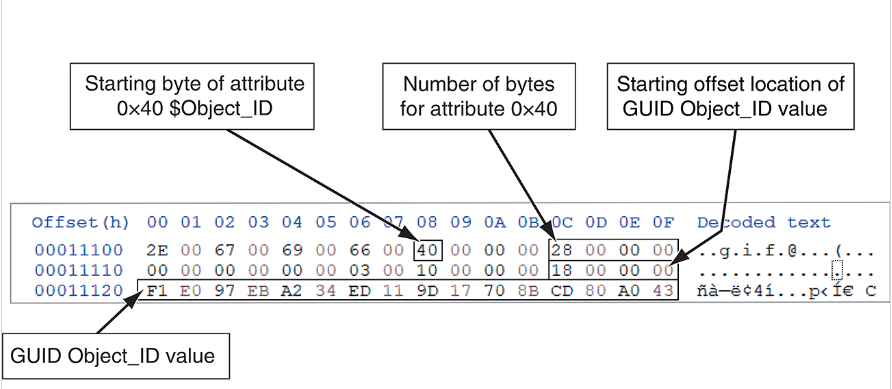 Starting byte of attribute
0×40 $Object_ID
Number of bytes
for attribute 0×40
Starting offset location of
GUID Object_ID value
Offset(h) 00 01 02 03 04 05 06 07 08 09 0A 0B 0C 0D 0E 0F Decoded text
00011100 2E 00 67 00 69 00 66 00 40 00 00 00 28 00 00 00 ..g.i.f.@...(...
00011110 00 00 00 00 00 00 03 00 10 00 00 00 18 00 00 00 ................
00011120 F1 E0 97 EB A2 34 ED 11 9D 17 70 8B CD 80 A0 43 ñà—ë¢4í...p‹Í€ C
GUID Object_ID value